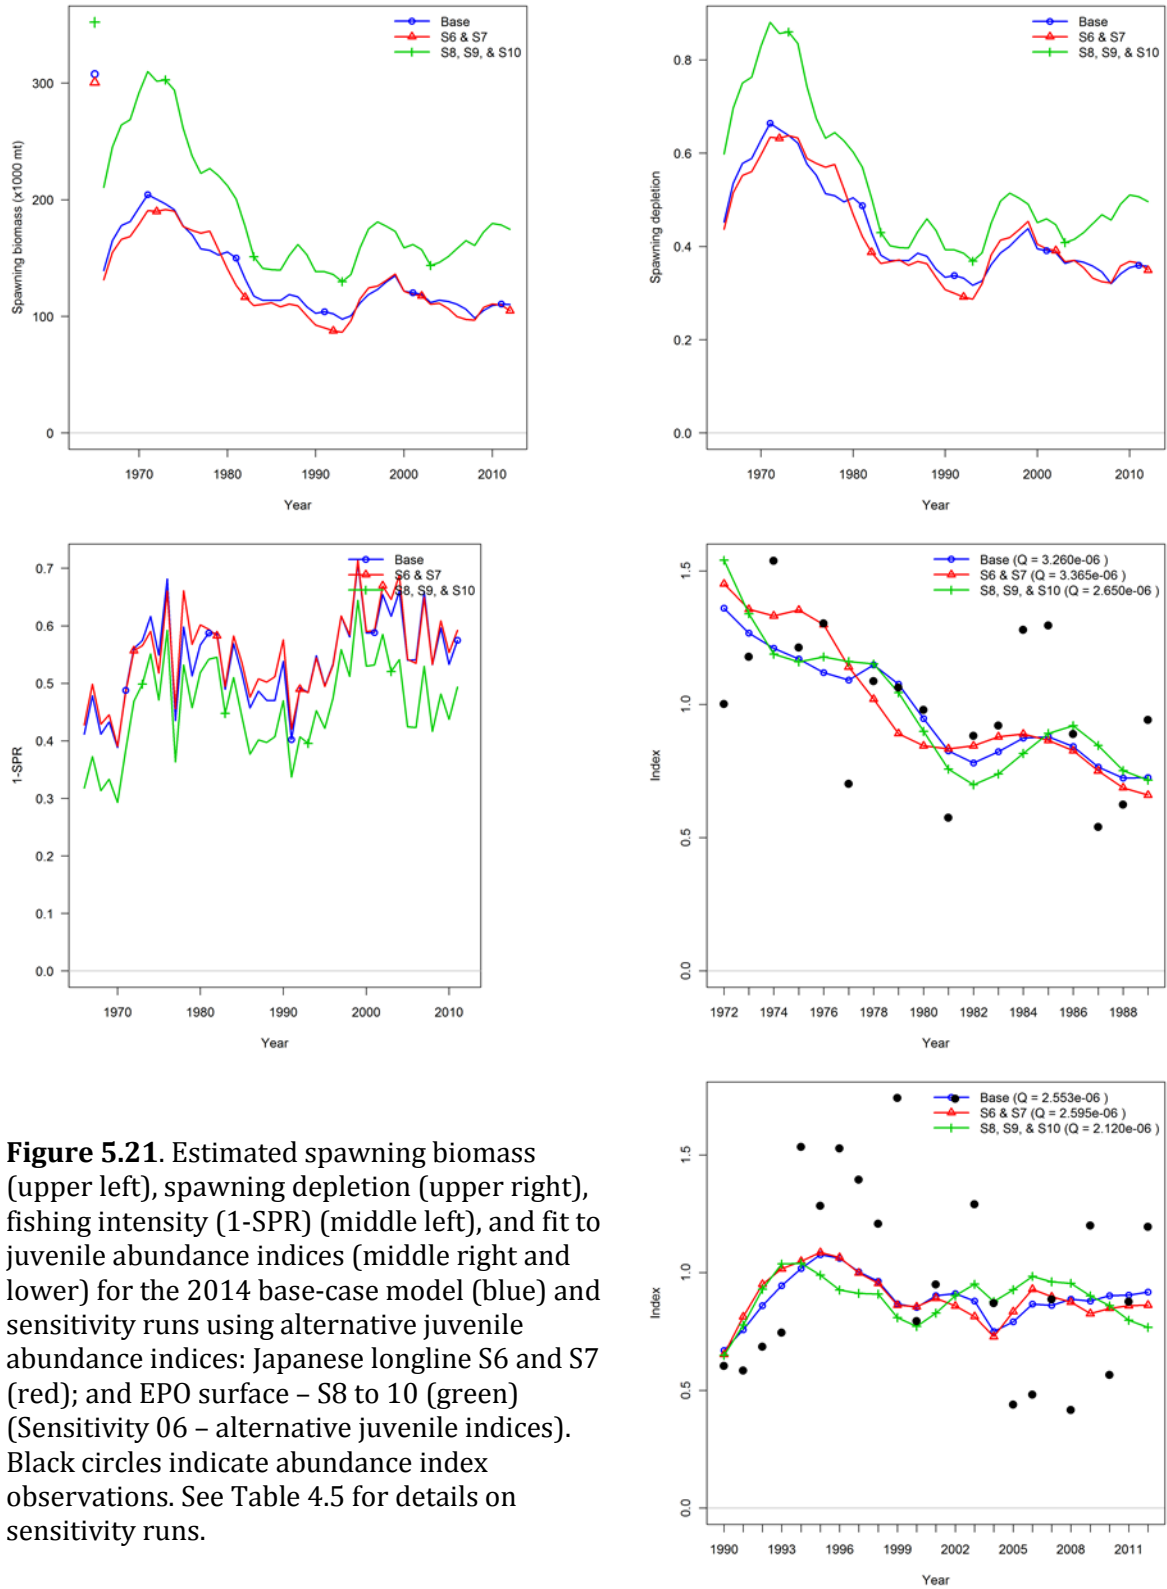 Base
S6 & S7
S8, S9, & S10
300
200
100
0
Spawning biomass (x1000 mt)
1970
1980
1990
2000
2010
Year
Base
S6 & S7
S8, S9, & S10
0.8
0.6
0.4
0.2
0.0
Spawning depletion
1970
1980
1990
2000
2010
Year
Base
S6 & S7
S8, S9, & S10
0.7
0.6
0.5
0.4
0.3
0.2
0.1
0.0
1-SPR
1970
1980
1990
2000
2010
Year
Base (Q = 3.260e-06 )
S6 & S7 (Q = 3.365e-06 )
S8, S9, & S10 (Q = 2.650e-06 )
1.5
1.0
0.5
0.0
Index
1972
1974
1976
1978
1980
1982
1984
1986
1988
Year
Base (Q = 2.553e-06 )
S6 & S7 (Q = 2.595e-06 )
S8, S9, & S10 (Q = 2.120e-06 )
1.5
1.0
0.5
0.0
Index
1990
1993
1996
1999
2002
2005
2008
2011
Year
Figure 5.21. Estimated spawning biomass
(upper left), spawning depletion (upper right),
fishing intensity (1-SPR) (middle left), and fit to
juvenile abundance indices (middle right and
lower) for the 2014 base-case model (blue) and
sensitivity runs using alternative juvenile
abundance indices: Japanese longline S6 and S7
(red); and EPO surface – S8 to 10 (green)
(Sensitivity 06 – alternative juvenile indices).
Black circles indicate abundance index
observations. See Table 4.5 for details on
sensitivity runs.